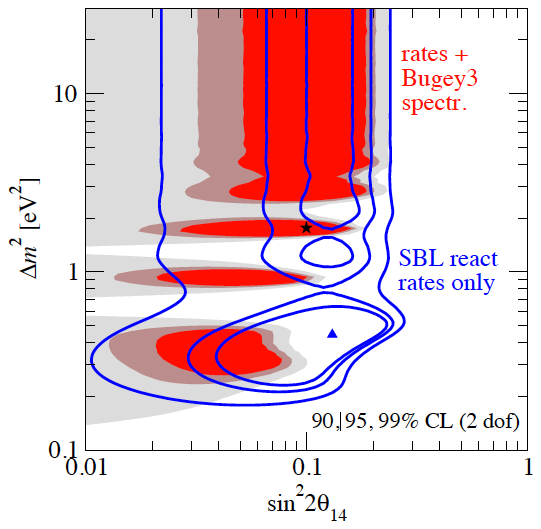 rates +
Bugey3
spectr.
10
Δm² [eV²]
SBL react
rates only
1
90, 95, 99% CL (2 dof)
0.1
0.01
0.1
1
sin²2θ₁₄